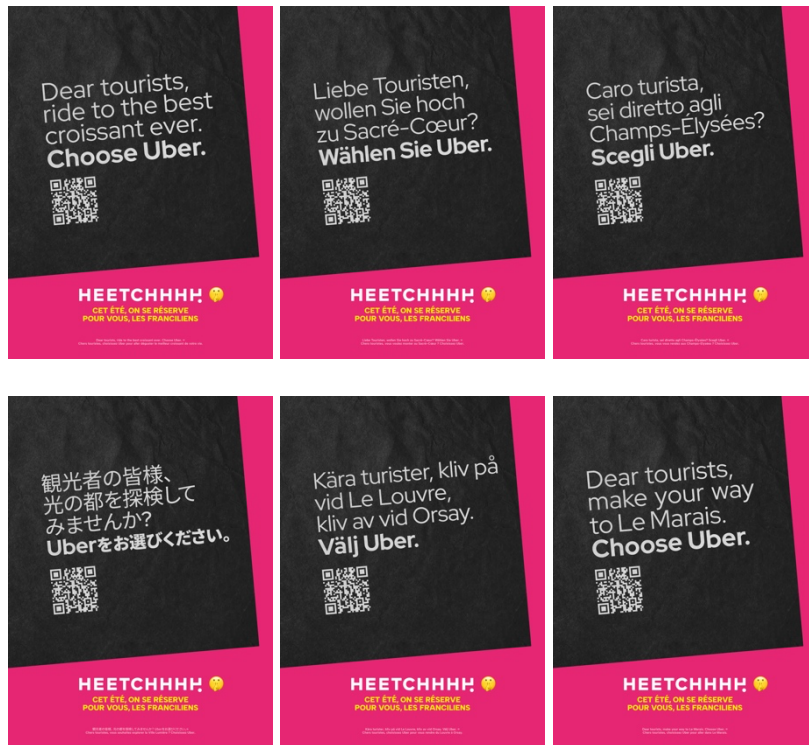 Dear tourists,
ride to the best
croissant ever.
Choose Uber.
HEETCHHHH
CET ÉTÉ, ON SE RÉSERVE
POUR VOUS, LES FRANCILIENS
Liebe Touristen,
wollen Sie hoch
zu Sacré-Cœur?
Wählen Sie Uber.
HEETCHHHH
CET ÉTÉ, ON SE RÉSERVE
POUR VOUS, LES FRANCILIENS
Caro turista,
sei diretto agli
Champs-Élysées?
Scegli Uber.
HEETCHHHH
CET ÉTÉ, ON SE RÉSERVE
POUR VOUS, LES FRANCILIENS
観光者の皆様、
光の都を探検して
みませんか?
Uberをお選びください。
HEETCHHHH
CET ÉTÉ, ON SE RÉSERVE
POUR VOUS, LES FRANCILIENS
Kära turister, kliv på
vid Le Louvre,
kliv av vid Orsay.
Välj Uber.
HEETCHHHH
CET ÉTÉ, ON SE RÉSERVE
POUR VOUS, LES FRANCILIENS
Dear tourists,
make your way
to Le Marais.
Choose Uber.
HEETCHHHH
CET ÉTÉ, ON SE RÉSERVE
POUR VOUS, LES FRANCILIENS